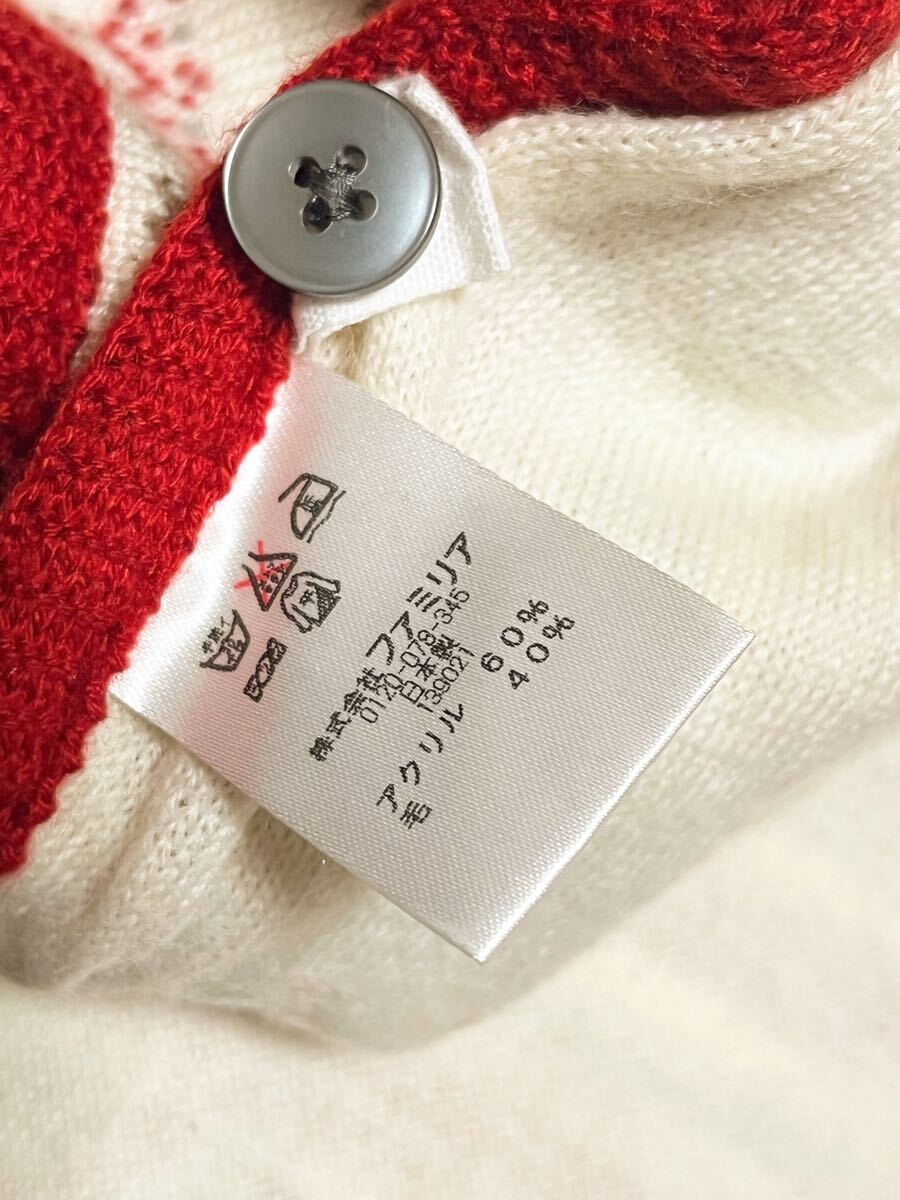 株式会社ファミリア
0120-078-345
日本製
139021
アクリル 60%
毛 40%